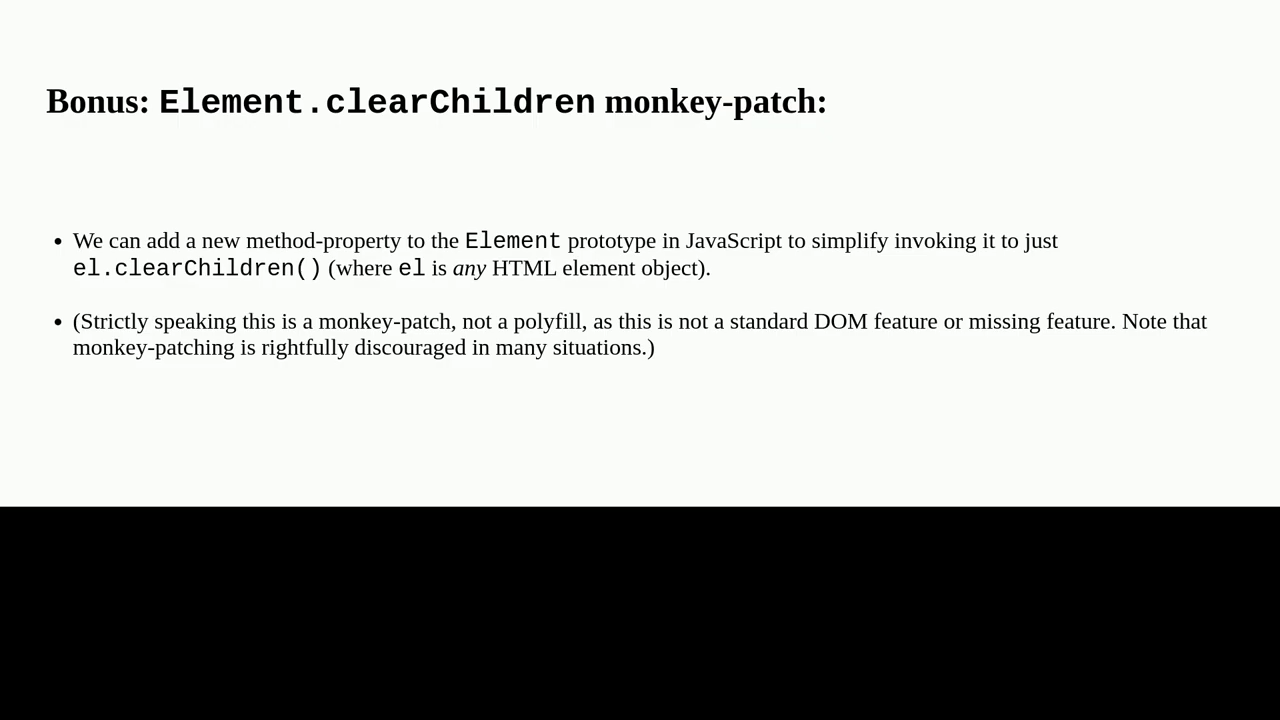 Bonus: Element.clearChildren monkey-patch:
• We can add a new method-property to the Element prototype in JavaScript to simplify invoking it to just
el.clearChildren() (where el is any HTML element object).
• (Strictly speaking this is a monkey-patch, not a polyfill, as this is not a standard DOM feature or missing feature. Note that
monkey-patching is rightfully discouraged in many situations.)